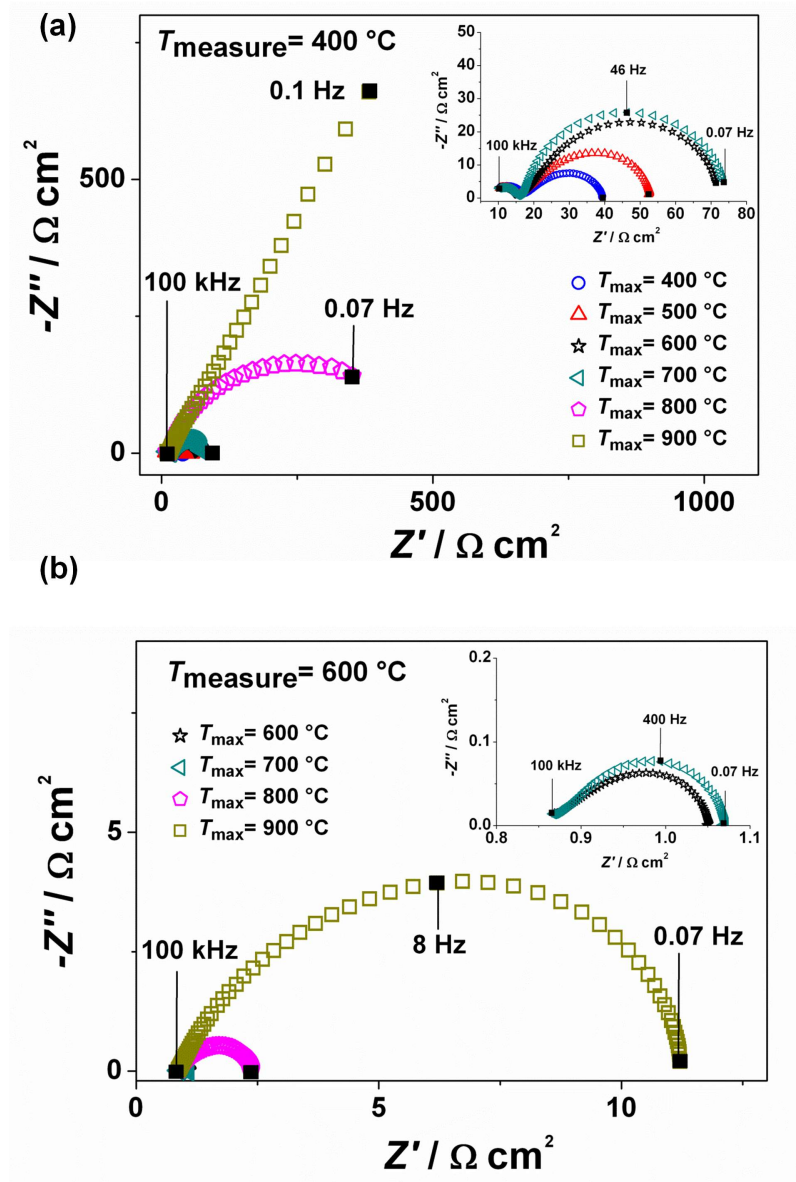 (a)
Tmeasure= 400 °C
0.1 Hz
500
0
100 kHz
0.07 Hz
-Z'' / Ω cm2
0 500 1000
Z' / Ω cm2
50
40
30
20
10
0
46 Hz
100 kHz
0.07 Hz
-Z'' / Ω cm2
10 20 30 40 50 60 70 80
Z' / Ω cm2
Tmax= 400 °C
Tmax= 500 °C
Tmax= 600 °C
Tmax= 700 °C
Tmax= 800 °C
Tmax= 900 °C
(b)
Tmeasure= 600 °C
Tmax= 600 °C
Tmax= 700 °C
Tmax= 800 °C
Tmax= 900 °C
0.2
0.1
0.0
400 Hz
100 kHz
0.07 Hz
-Z'' / Ω cm2
0.8 0.9 1.0 1.1
Z' / Ω cm2
5
0
100 kHz
8 Hz
0.07 Hz
-Z'' / Ω cm2
0 5 10
Z' / Ω cm2